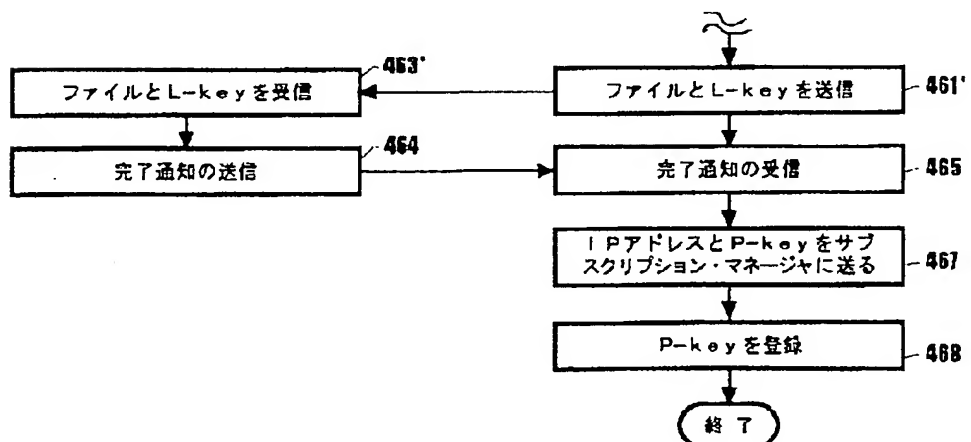 463'
ファイルとL-keyを受信
ファイルとL-keyを送信
461'
464
完了通知の送信
完了通知の受信
465
IPアドレスとP-keyをサブ
スクリプション・マネージャに送る
467
P-keyを登録
468
終了